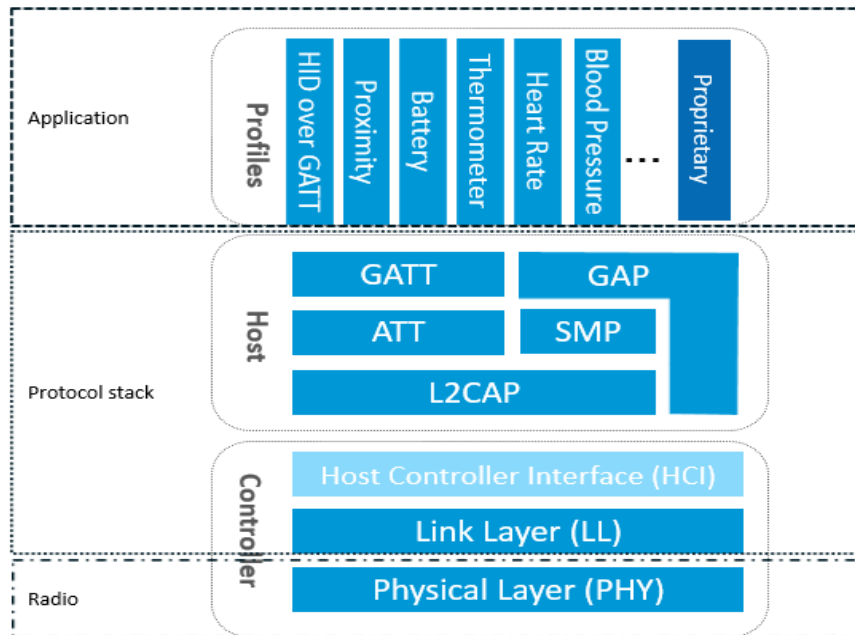 Application
Profiles
HID over GATT
Proximity
Battery
Thermometer
Heart Rate
Blood Pressure
...
Proprietary
Protocol stack
Host
GATT
GAP
ATT
SMP
L2CAP
Controller
Host Controller Interface (HCI)
Link Layer (LL)
Radio
Physical Layer (PHY)